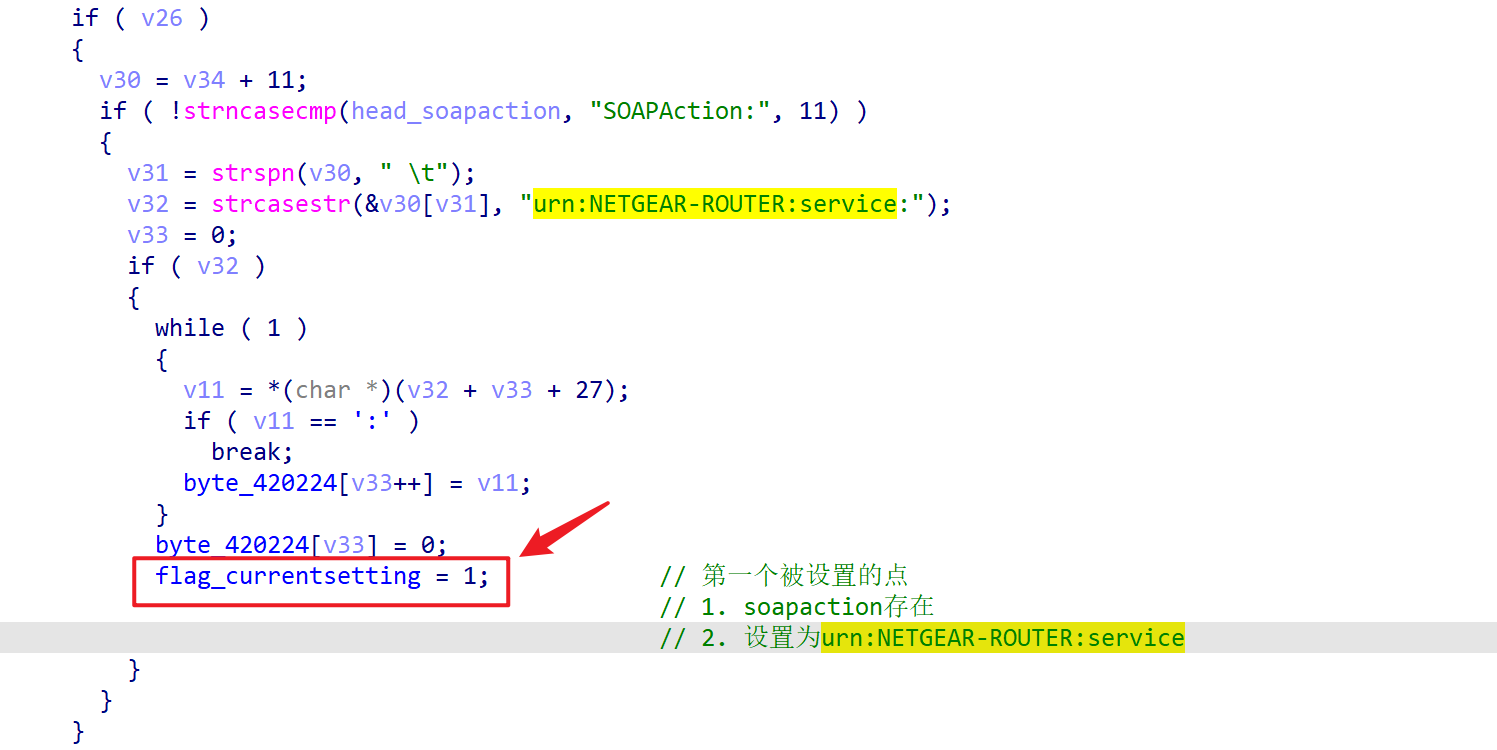 if ( v26 )
{
v30 = v34 + 11;
if ( !strncasecmp(head_soapaction, "SOAPAction:", 11) )
{
v31 = strspn(v30, " \t");
v32 = strcasestr(&v30[v31], "urn:NETGEAR-ROUTER:service:");
v33 = 0;
if ( v32 )
{
while ( 1 )
{
v11 = *(char *)(v32 + v33 + 27);
if ( v11 == ':' )
break;
byte_420224[v33++] = v11;
}
byte_420224[v33] = 0;
flag_currentsetting = 1; // 第一个被设置的点
// 1. soapaction存在
// 2. 设置为urn:NETGEAR-ROUTER:service
}
}
}